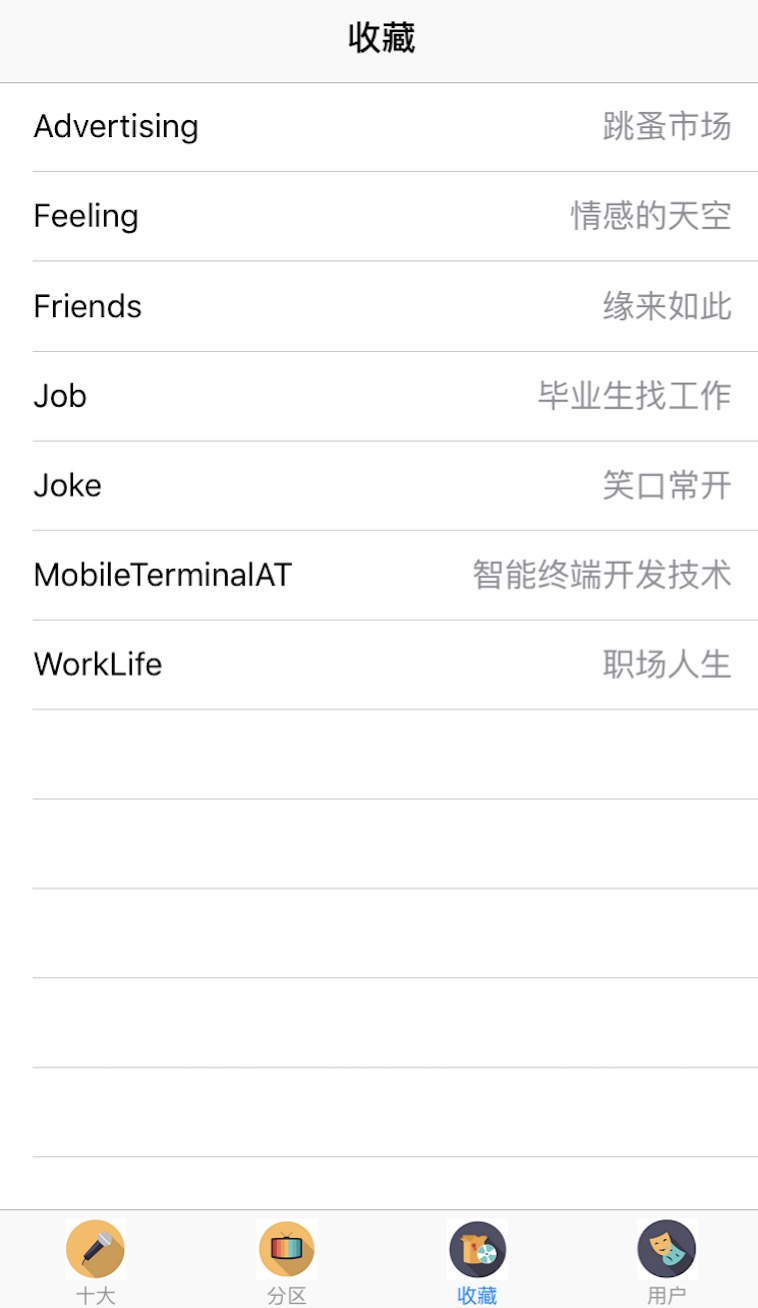 收藏
Advertising 跳蚤市场
Feeling 情感的天空
Friends 缘来如此
Job 毕业生找工作
Joke 笑口常开
MobileTerminalAT 智能终端开发技术
WorkLife 职场人生
十大 分区 收藏 用户